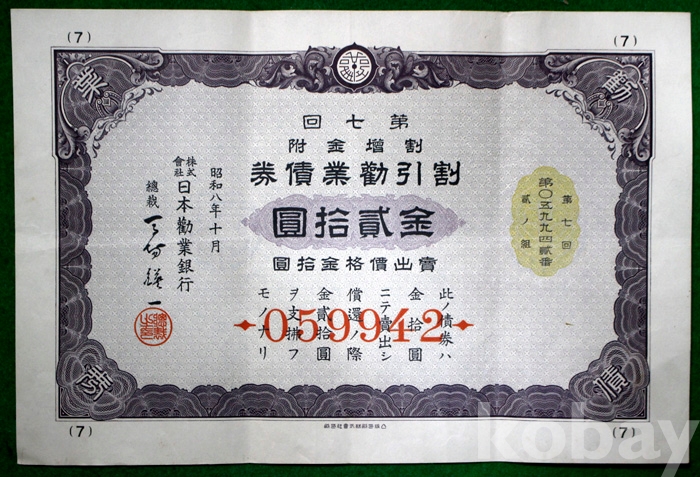 (7)
(7)
勸
業
第七回
割増金附
割引勸業債券
金貳拾圓
賣出價格金拾圓
第七回
第〇五九九四貳番
貳ノ組
此ノ債券ハ
金拾圓
ニテ賣出シ
償還ノ際
金貳拾圓
ヲ支拂フ
モノナリ
059942
昭和八年十月
株式會社日本勸業銀行
總裁
債
券
(7)
(7)
kobay